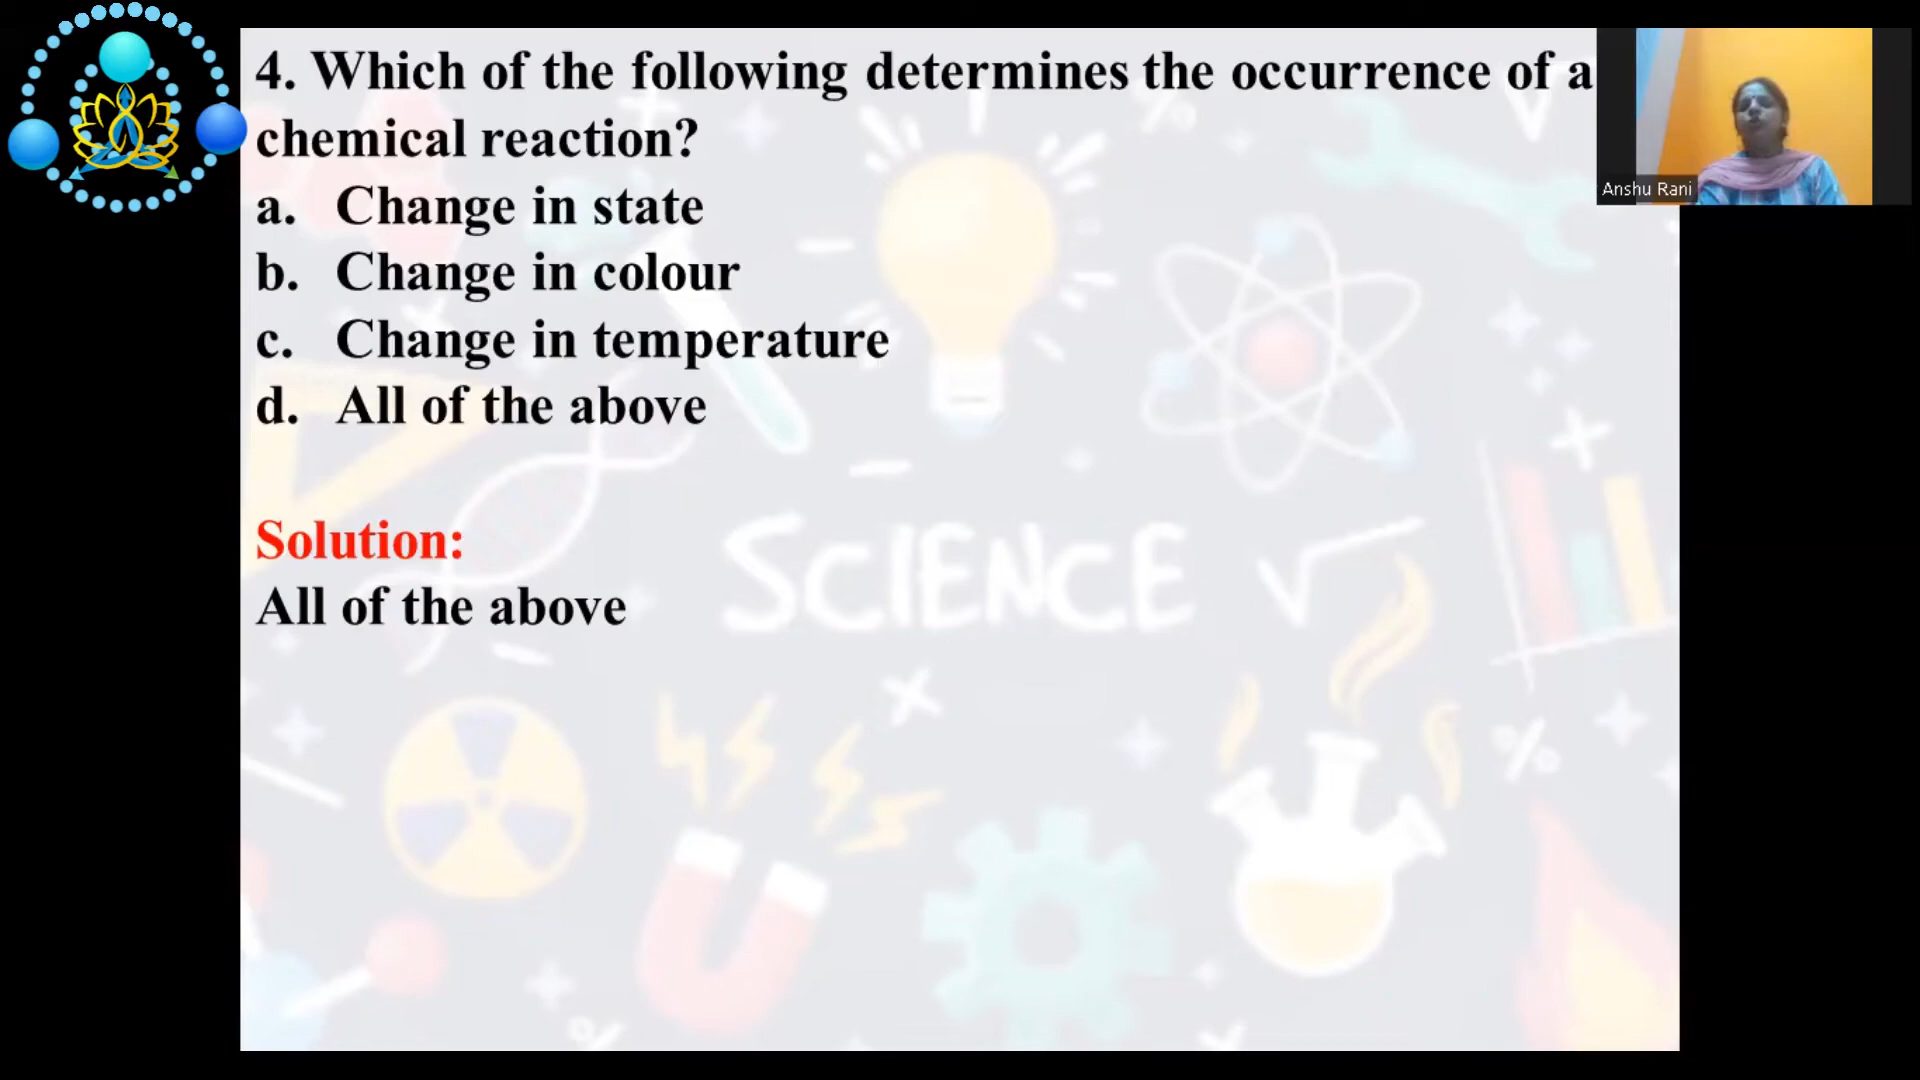 4. Which of the following determines the occurrence of a
chemical reaction?
a. Change in state
b. Change in colour
c. Change in temperature
d. All of the above
Solution:
All of the above
SCIENCE
Anshu Rani